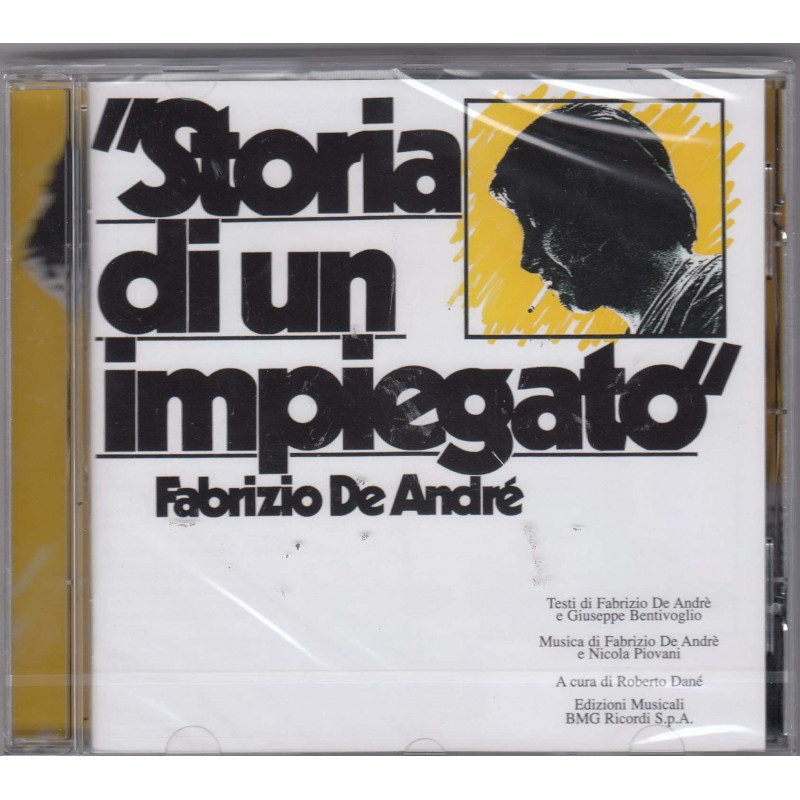 "Storia
di un
impiegato"
Fabrizio De André
Testi di Fabrizio De Andrè
e Giuseppe Bentivoglio
Musica di Fabrizio De Andrè
e Nicola Piovani
A cura di Roberto Dané
Edizioni Musicali
BMG Ricordi S.p.A.